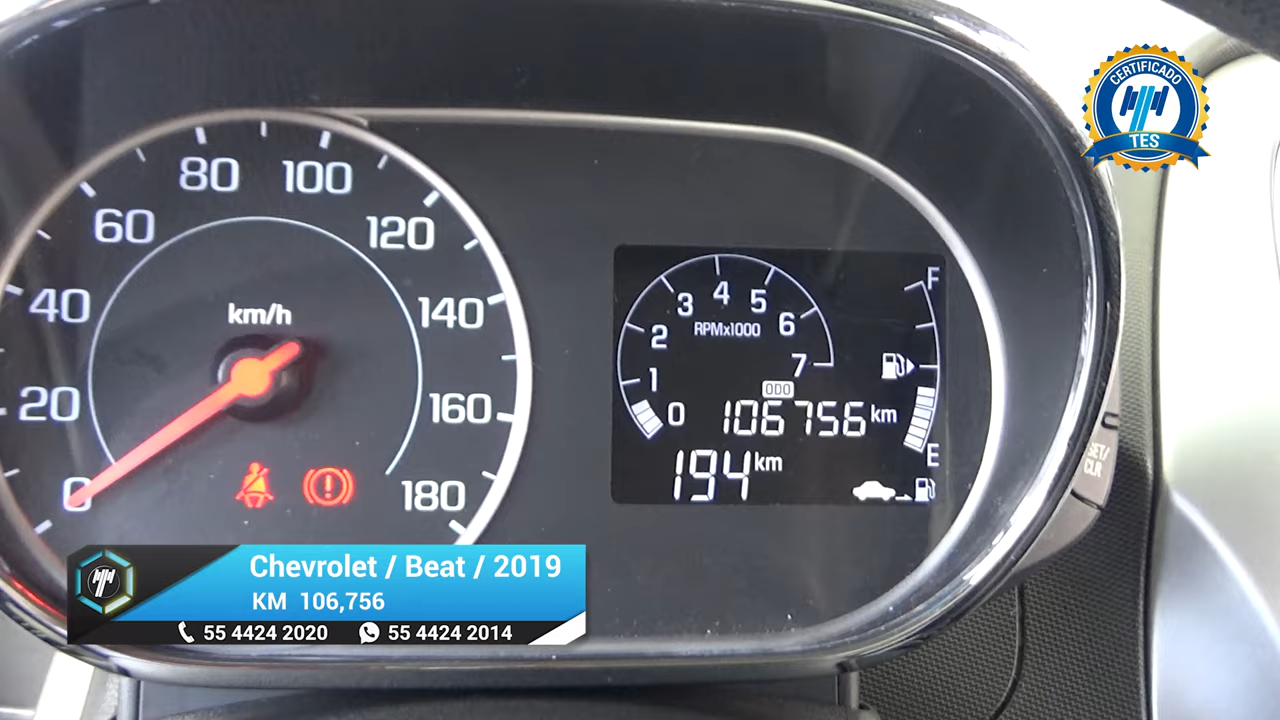 CERTIFICADO
TES
80
100
60
120
40
km/h
140
20
160
0
180
F
4
3
5
2
RPMx1000
6
7
1
ODO
0
106756 km
E
194 km
SET/
CLR
Chevrolet / Beat / 2019
KM 106,756
55 4424 2020
55 4424 2014